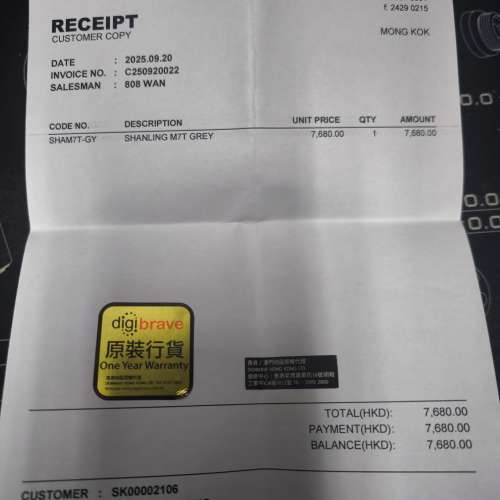 f. 2429 0215
RECEIPT
CUSTOMER COPY
MONG KOK
DATE : 2025.09.20
INVOICE NO. : C250920022
SALESMAN : 808 WAN
CODE NO. DESCRIPTION UNIT PRICE QTY AMOUNT
SHAM7T-GY SHANLING M7T GREY 7,680.00 1 7,680.00
digibrave
原裝行貨
One Year Warranty
TOTAL(HKD): 7,680.00
PAYMENT(HKD): 7,680.00
BALANCE(HKD): 7,680.00
CUSTOMER : SK00002106